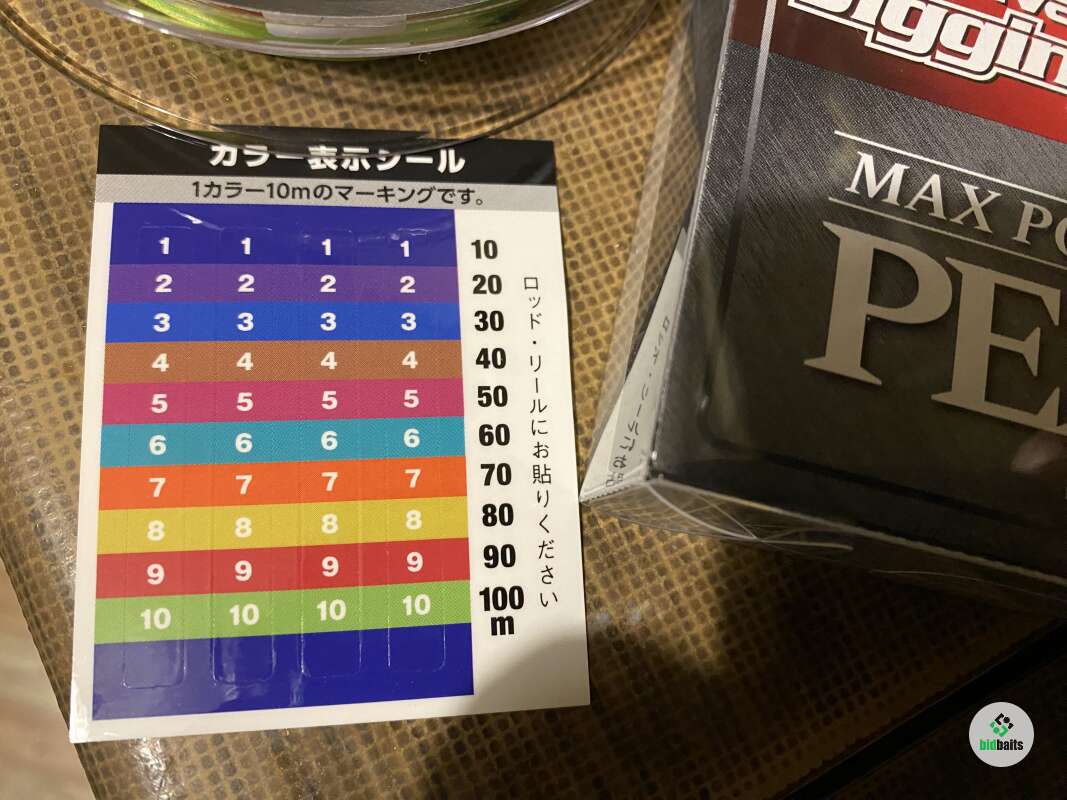 カラー表示シール
1カラー10mのマーキングです。
1 1 1 1 10
2 2 2 2 20
3 3 3 3 30
4 4 4 4 40
5 5 5 5 50
6 6 6 6 60
7 7 7 7 70
8 8 8 8 80
9 9 9 9 90
10 10 10 10 100
m
ロッド・リールにお貼りください
MAX
PE
bidbaits